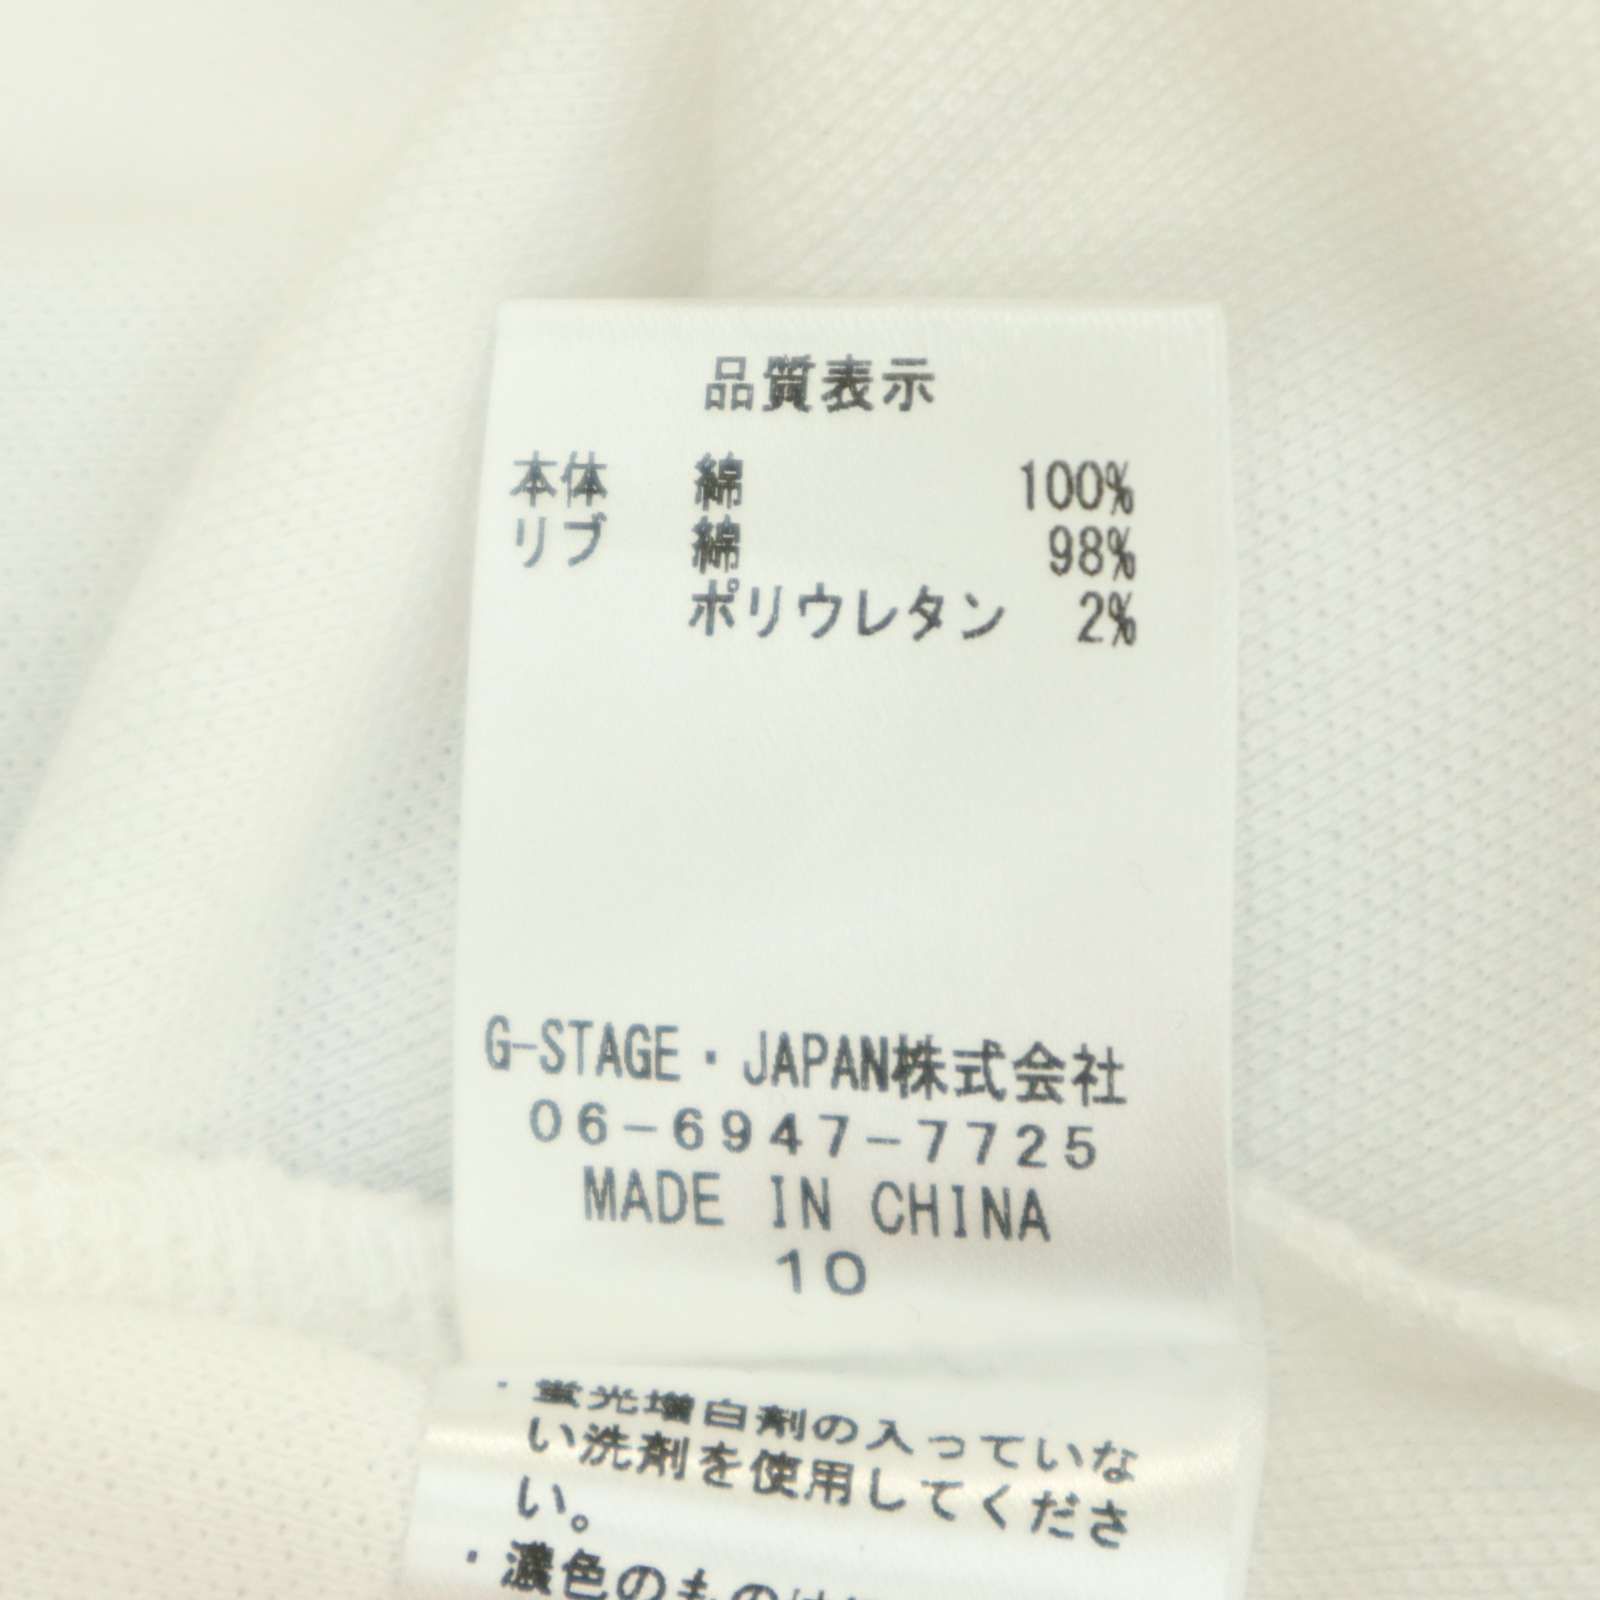 品質表示
本体 綿 100%
リブ 綿 98%
ポリウレタン 2%
G-STAGE・JAPAN株式会社
06-6947-7725
MADE IN CHINA
10
・蛍光増白剤の入っていな
い洗剤を使用してくださ
い。
・濃色のものは